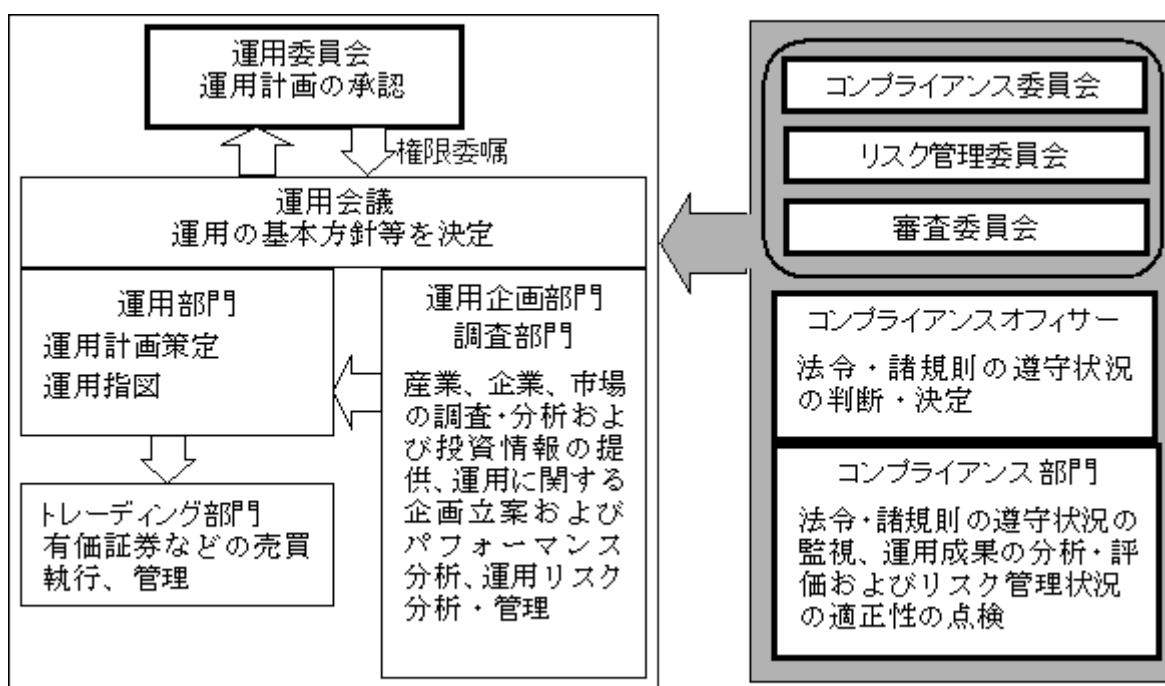 運用委員会
運用計画の承認
権限委嘱
運用会議
運用の基本方針等を決定
運用部門
運用計画策定
運用指図
運用企画部門
調査部門
産業、企業、市場
の調査・分析およ
び投資情報の提
供、運用に関する
企画立案および
パフォーマンス
分析、運用リスク
分析・管理
トレーディング部門
有価証券などの売買
執行、管理
コンプライアンス委員会
リスク管理委員会
審査委員会
コンプライアンスオフィサー
法令・諸規則の遵守状況
の判断・決定
コンプライアンス部門
法令・諸規則の遵守状況の
監視、運用成果の分析・評
価およびリスク管理状況
の適正性の点検